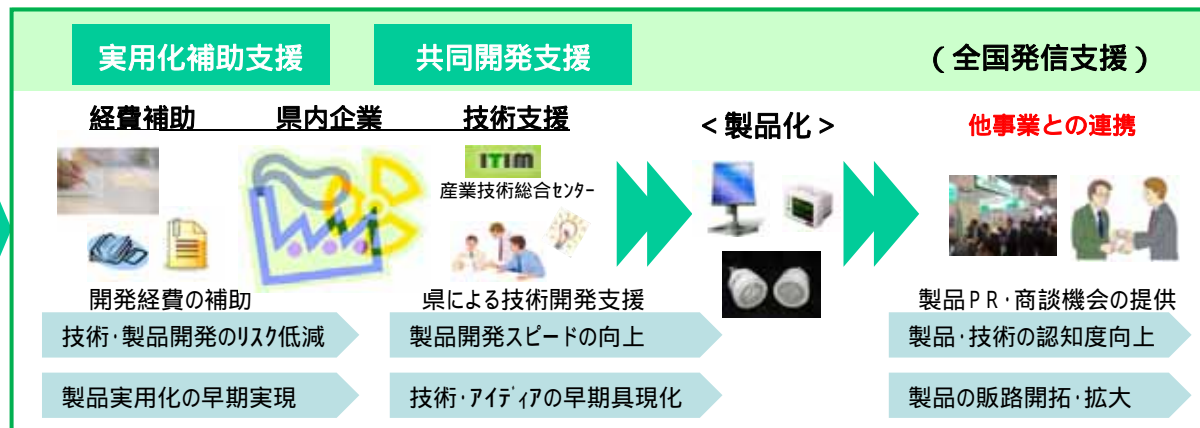 実用化補助支援
共同開発支援
(全国発信支援)
経費補助 県内企業 技術支援
<製品化>
他事業との連携
ITIM
産業技術総合ｾﾝﾀｰ
開発経費の補助
県による技術開発支援
製品PR･商談機会の提供
技術･製品開発のﾘｽｸ低減
製品開発スピードの向上
製品･技術の認知度向上
製品実用化の早期実現
技術･ｱｲﾃﾞｨｱの早期具現化
製品の販路開拓･拡大